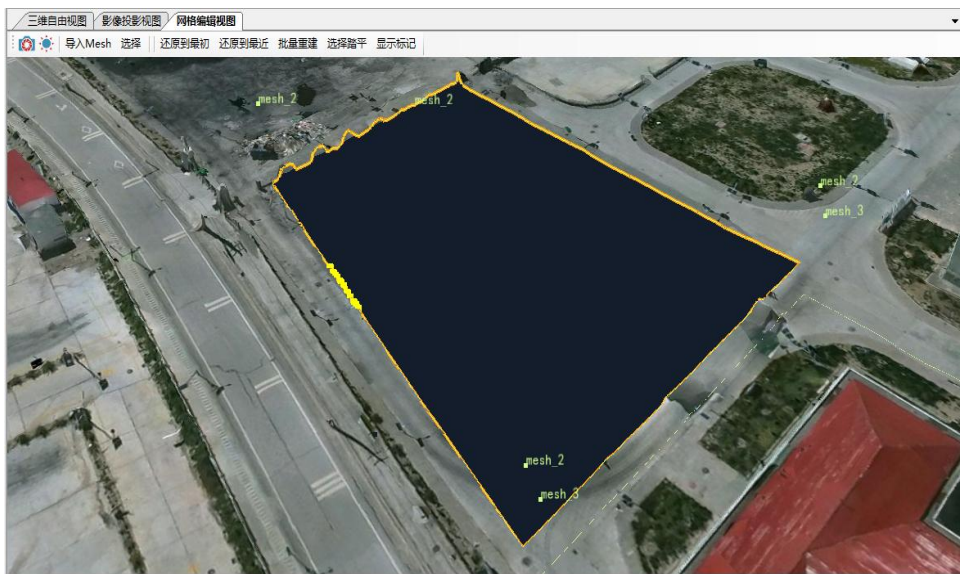 三维自由视图 影像投影视图 网格编辑视图
导入Mesh 选择 还原到最初 还原到最近 批量重建 选择踏平 显示标记
mesh_2
mesh_2
mesh_2
mesh_3
mesh_2
mesh_3